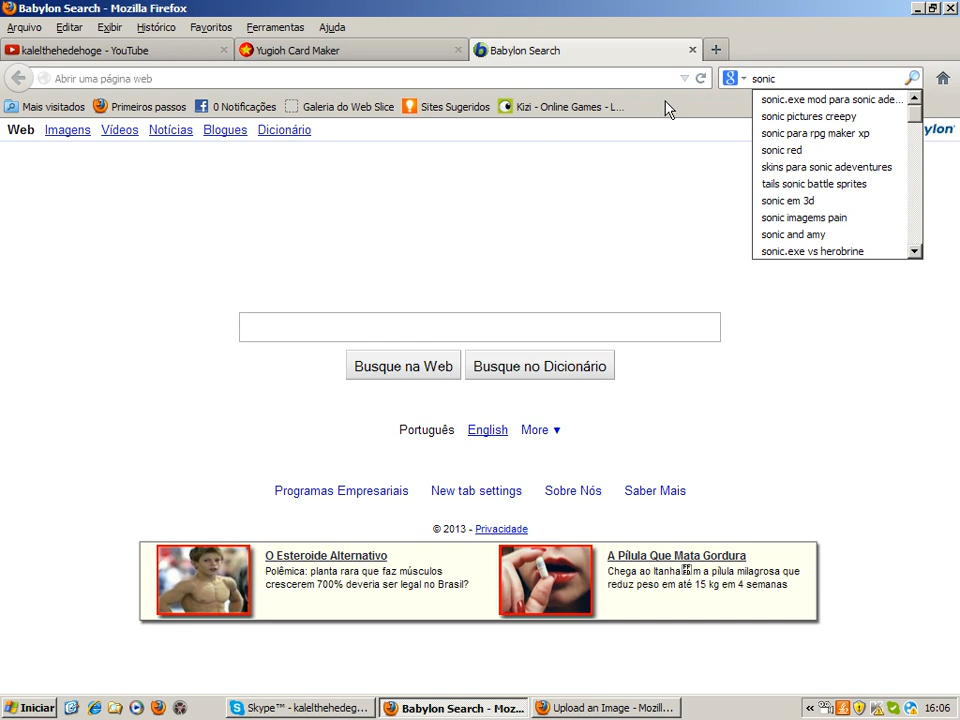 Babylon Search - Mozilla Firefox
Arquivo Editar Exibir Histórico Favoritos Ferramentas Ajuda
kalelthehedehoge - YouTube
Yugioh Card Maker
Babylon Search
Abrir uma página web
sonic
Mais visitados Primeiros passos 0 Notificações Galeria do Web Slice Sites Sugeridos Kizi - Online Games - L...
sonic.exe mod para sonic ade...
sonic pictures creepy
sonic para rpg maker xp
sonic red
skins para sonic adeventures
tails sonic battle sprites
sonic em 3d
sonic imagems pain
sonic and amy
sonic.exe vs herobrine
Web Imagens Vídeos Notícias Blogues Dicionário
ylon
Busque na Web Busque no Dicionário
Português English More ▼
Programas Empresariais New tab settings Sobre Nós Saber Mais
© 2013 - Privacidade
O Esteroide Alternativo
Polêmica: planta rara que faz músculos
crescerem 700% deveria ser legal no Brasil?
A Pílula Que Mata Gordura
Chega ao Itanha m a pílula milagrosa que
reduz peso em até 15 kg em 4 semanas
Iniciar
Skype™ - kalelthehedeg...
Babylon Search - Moz...
Upload an Image - Mozill...
16:06